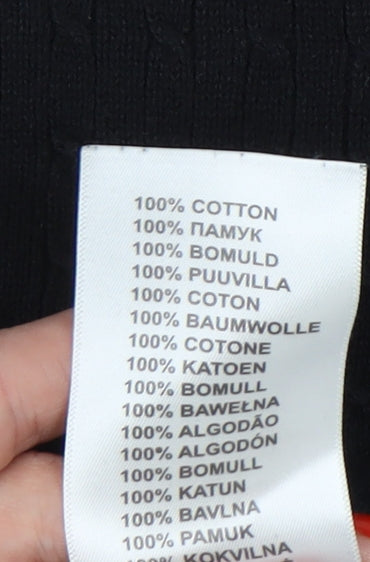 100% COTTON
100% ПАМУК
100% BOMULD
100% PUUVILLA
100% COTON
100% BAUMWOLLE
100% COTONE
100% KATOEN
100% BOMULL
100% BAWEŁNA
100% ALGODÃO
100% ALGODÓN
100% BOMULL
100% KATUN
100% BAVLNA
100% PAMUK
100% KOKVILNA